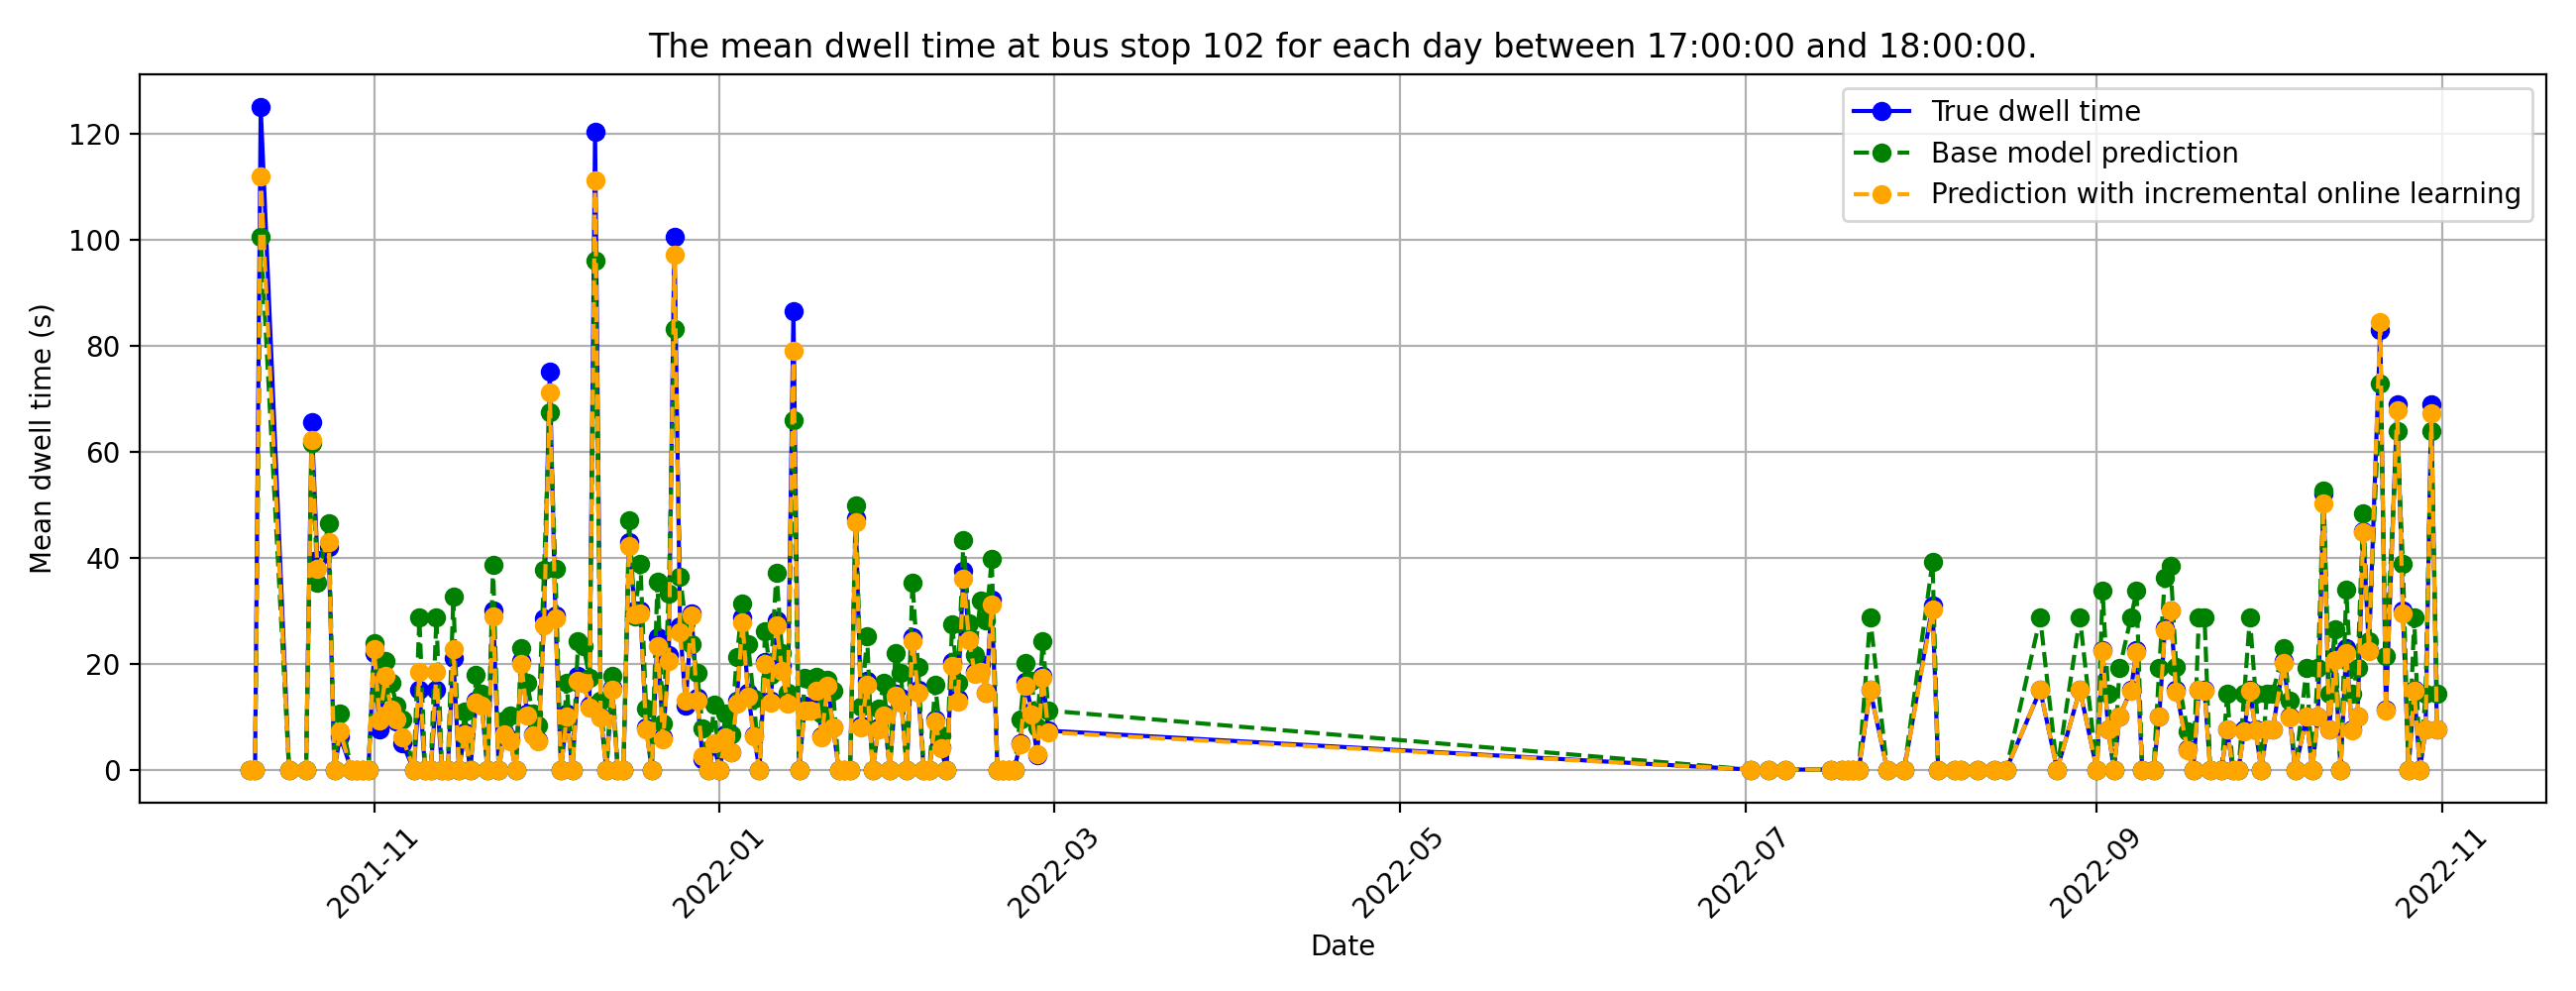 The mean dwell time at bus stop 102 for each day between 17:00:00 and 18:00:00.
True dwell time
Base model prediction
Prediction with incremental online learning
Mean dwell time (s)
120
100
80
60
40
20
0
2021-11
2022-01
2022-03
2022-05
2022-07
2022-09
2022-11
Date